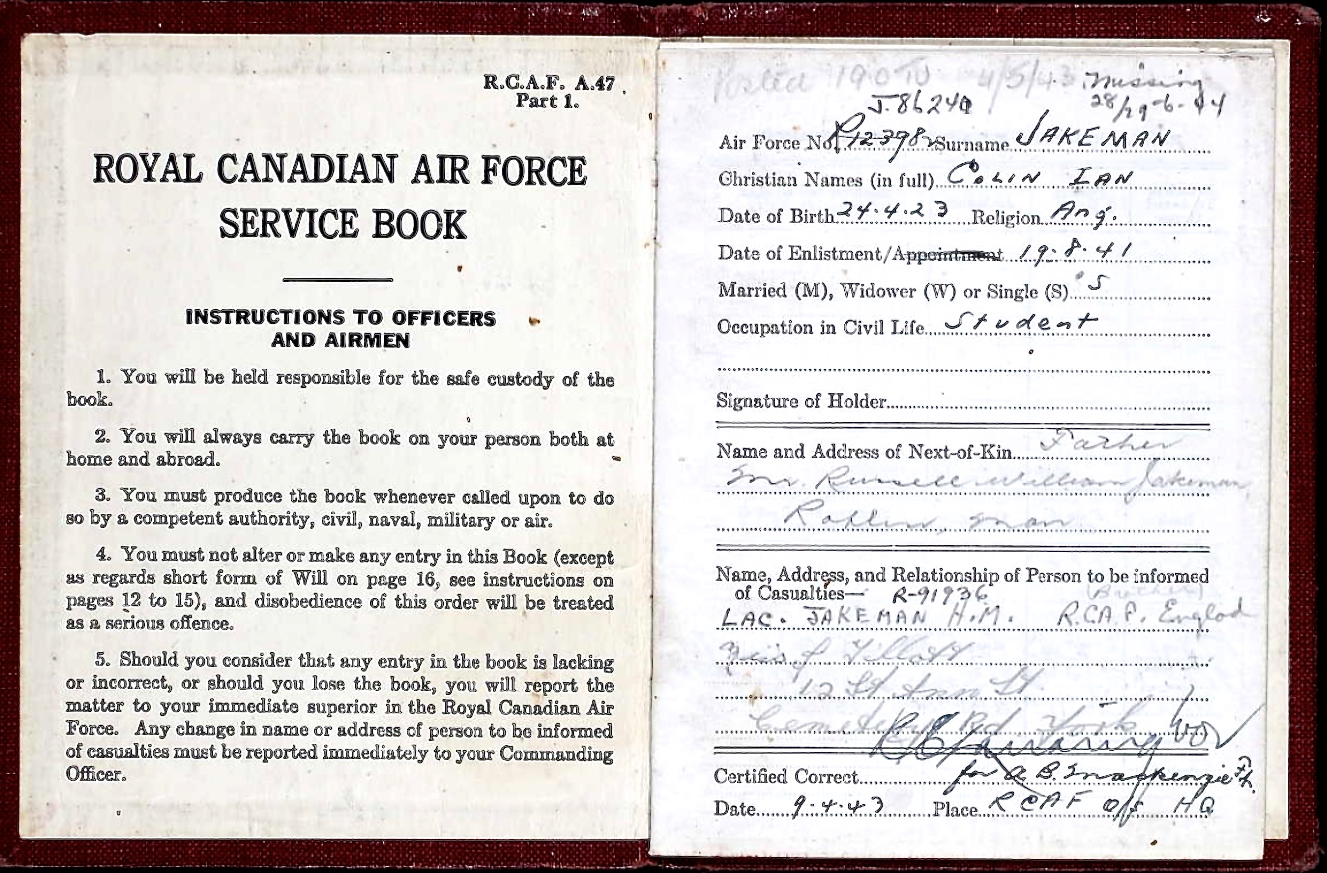 R.C.A.F. A.47
Part 1.
ROYAL CANADIAN AIR FORCE
SERVICE BOOK
INSTRUCTIONS TO OFFICERS
AND AIRMEN
1. You will be held responsible for the safe custody of the
book.
2. You will always carry the book on your person both at
home and abroad.
3. You must produce the book whenever called upon to do
so by a competent authority, civil, naval, military or air.
4. You must not alter or make any entry in this Book (except
as regards short form of Will on page 16, see instructions on
pages 12 to 15), and disobedience of this order will be treated
as a serious offence.
5. Should you consider that any entry in the book is lacking
or incorrect, or should you lose the book, you will report the
matter to your immediate superior in the Royal Canadian Air
Force. Any change in name or address of person to be informed
of casualties must be reported immediately to your Commanding
Officer.
Posted 4/5/43 Missing
J.86240 28/29-6-44
Air Force No. R12398 Surname JAKEMAN
Christian Names (in full) COLIN IAN
Date of Birth 24.4.23 Religion Ang.
Date of Enlistment/Appointment 19.8.41
Married (M), Widower (W) or Single (S) S
Occupation in Civil Life Student
Signature of Holder
Name and Address of Next-of-Kin Father
Mr. Russell William Jakeman
Roblin Man
Name, Address, and Relationship of Person to be informed
of Casualties— R-91936 (Brother)
LAC. JAKEMAN H.M. R.CA.F. England
12 St Ann St
Cemetery Rd York
Certified Correct for A B. Mackenzie
Date 9.4.43 Place RCAF o/s HQ